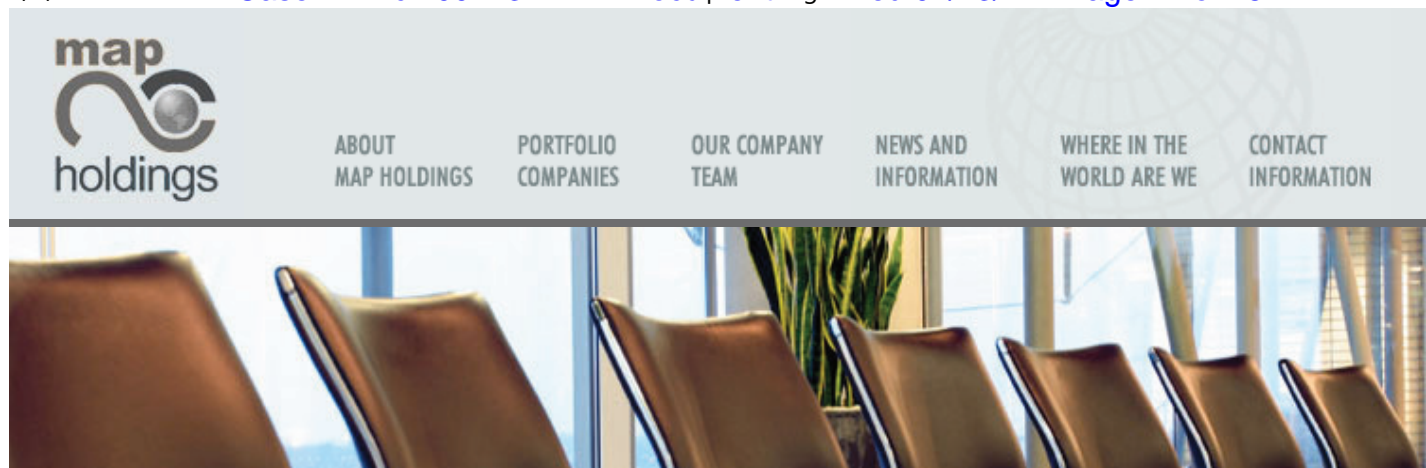 map
holdings
ABOUT
MAP HOLDINGS
PORTFOLIO
COMPANIES
OUR COMPANY
TEAM
NEWS AND
INFORMATION
WHERE IN THE
WORLD ARE WE
CONTACT
INFORMATION